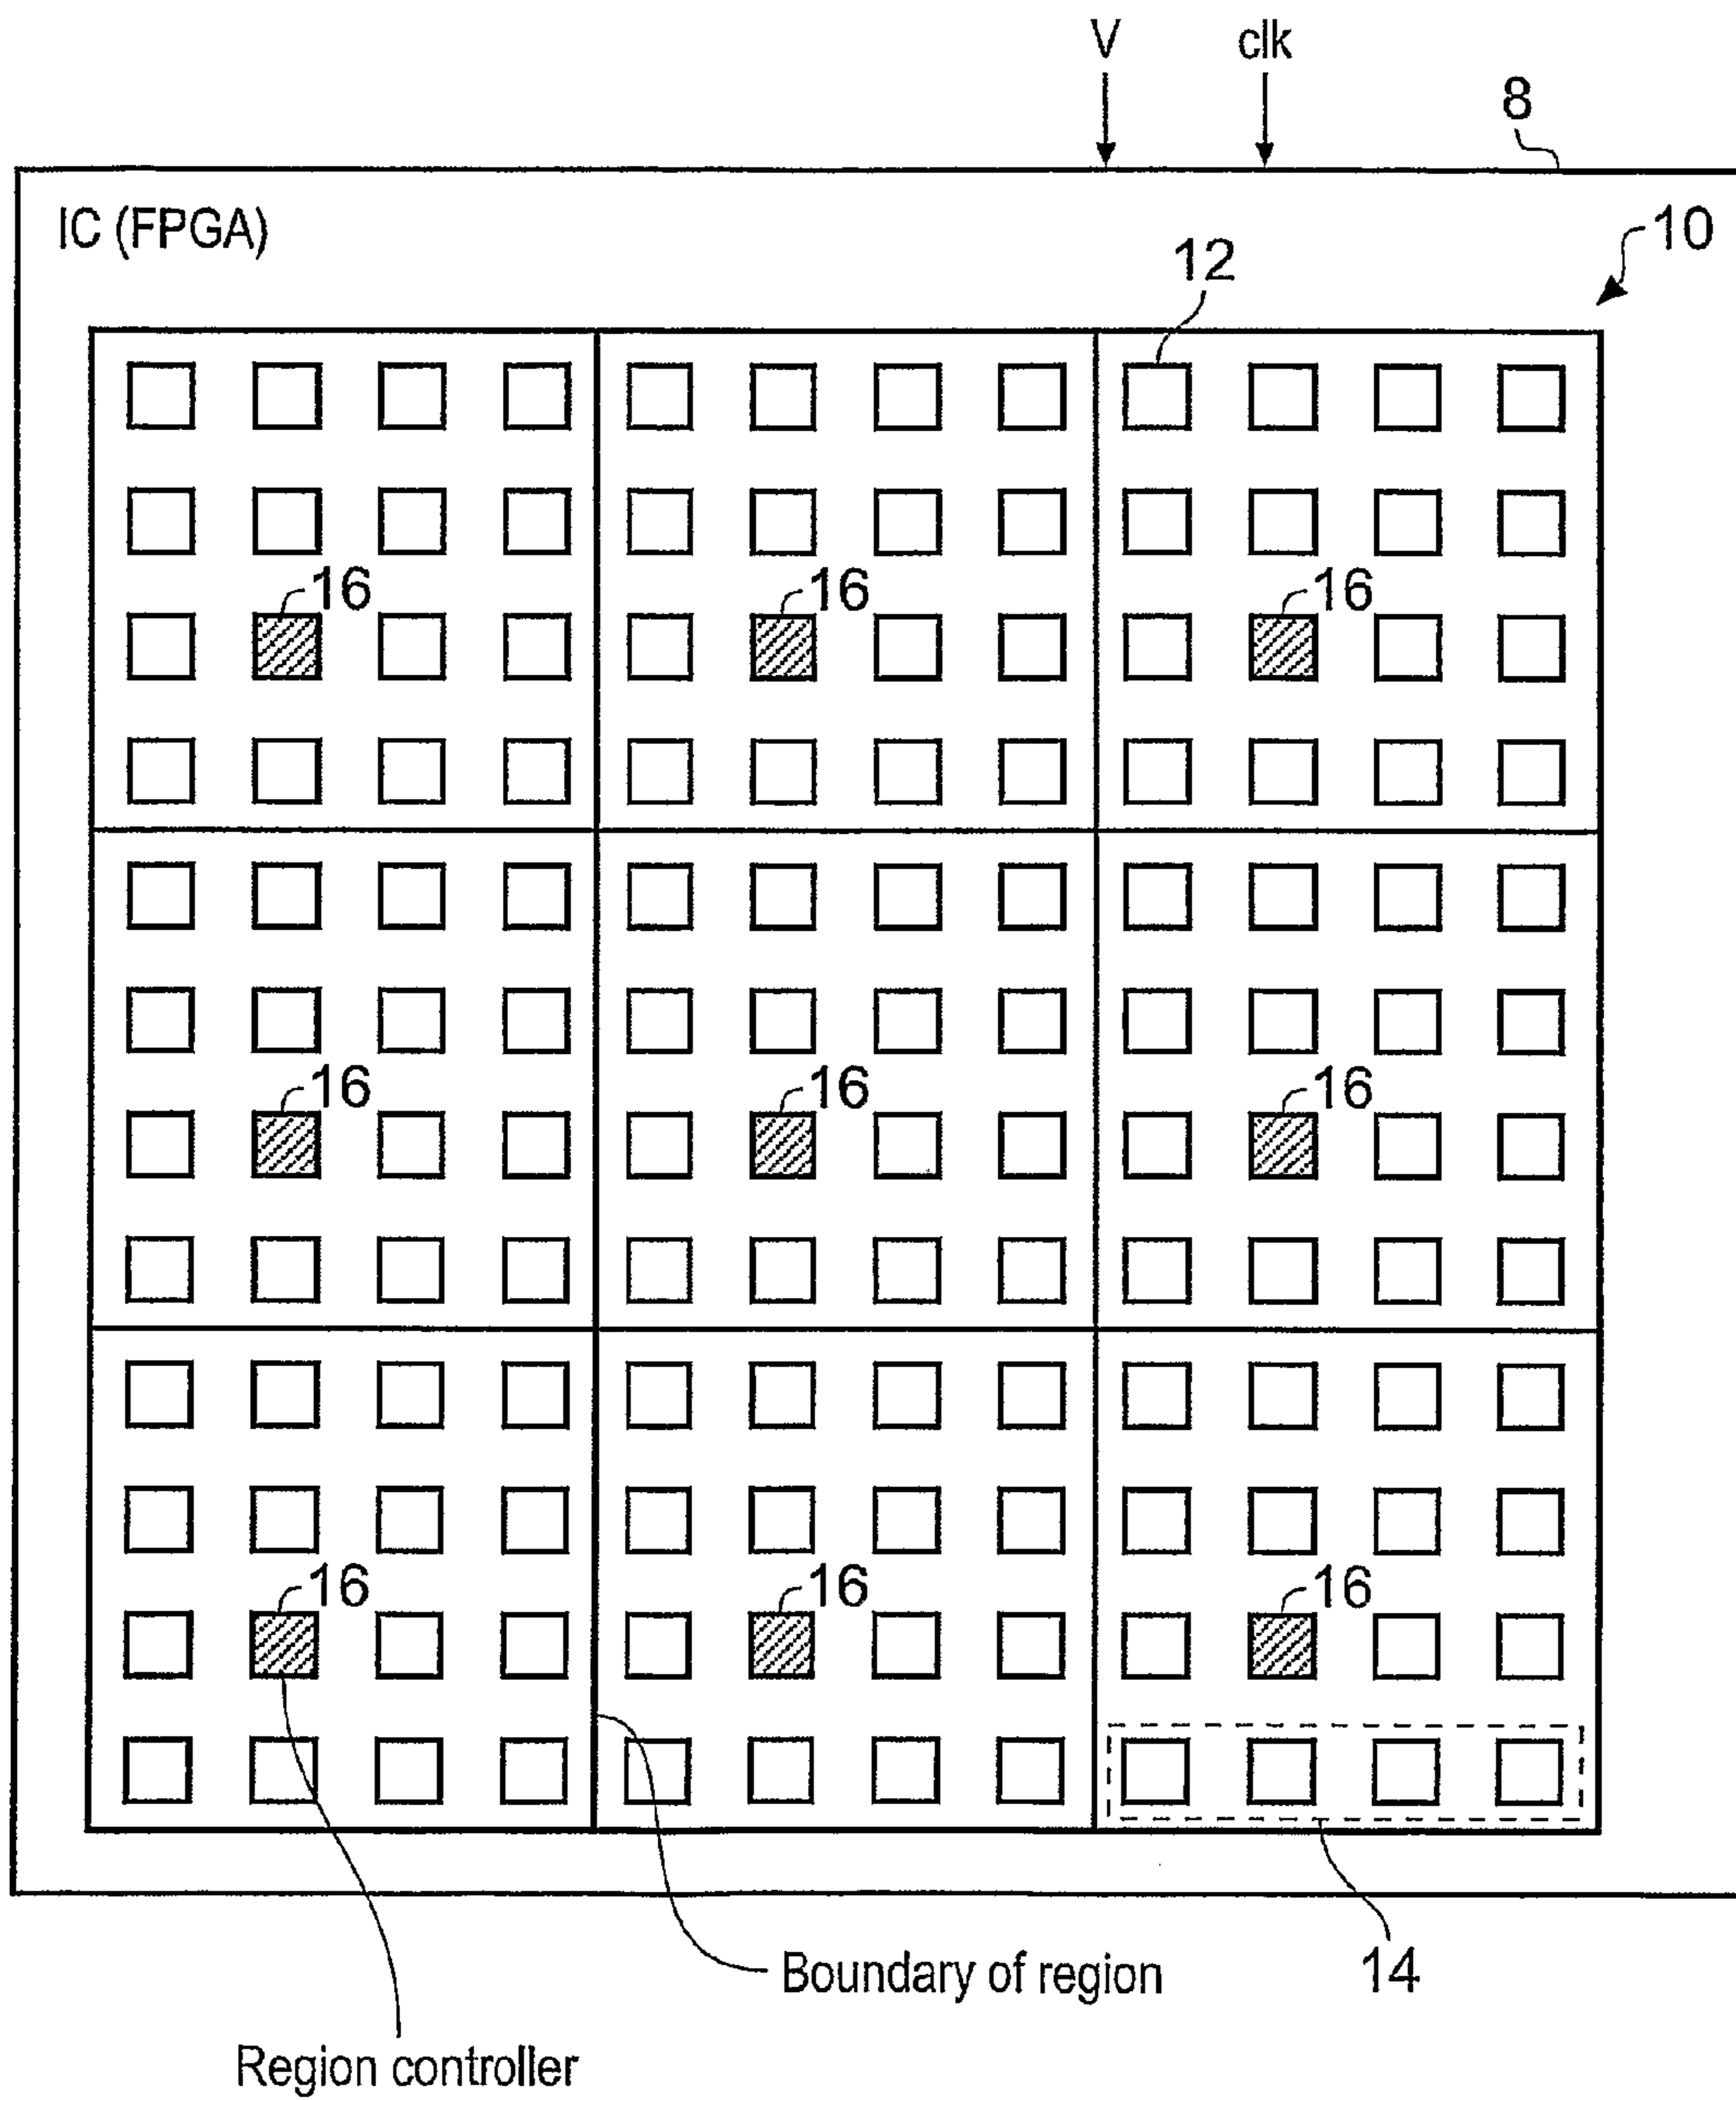 V clk
8
IC (FPGA)
10
12
16 16 16
16 16 16
16 16 16
Boundary of region
14
Region controller